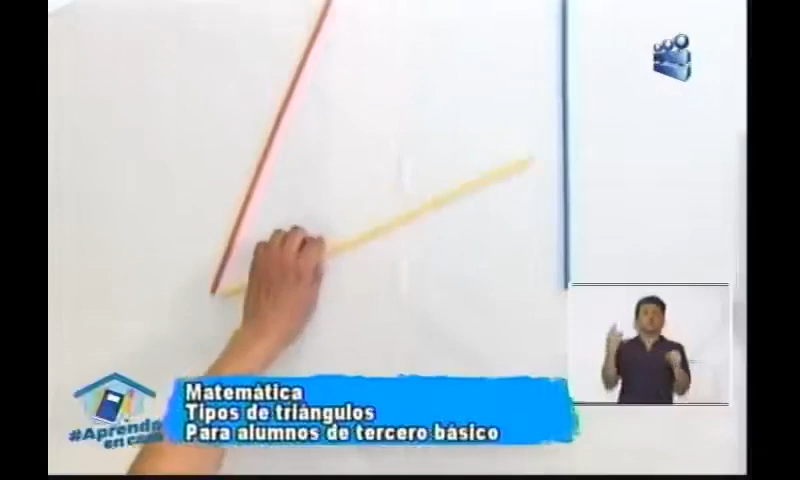 Matemática
Tipos de triángulos
Para alumnos de tercero básico
#Aprendo
en casa